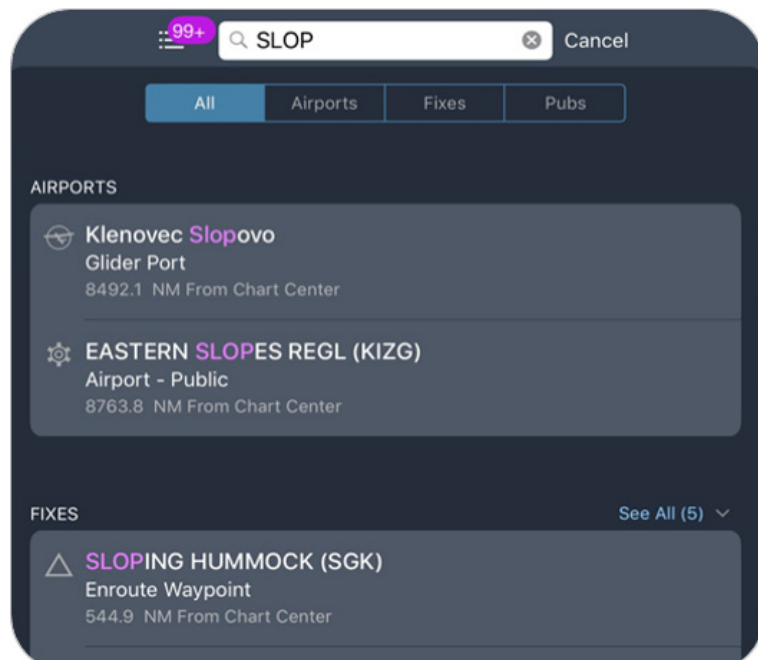 99+
SLOP
Cancel
All Airports Fixes Pubs
AIRPORTS
Klenovec Slopovo
Glider Port
8492.1 NM From Chart Center
EASTERN SLOPES REGL (KIZG)
Airport - Public
8763.8 NM From Chart Center
FIXES
See All (5)
SLOPING HUMMOCK (SGK)
Enroute Waypoint
544.9 NM From Chart Center